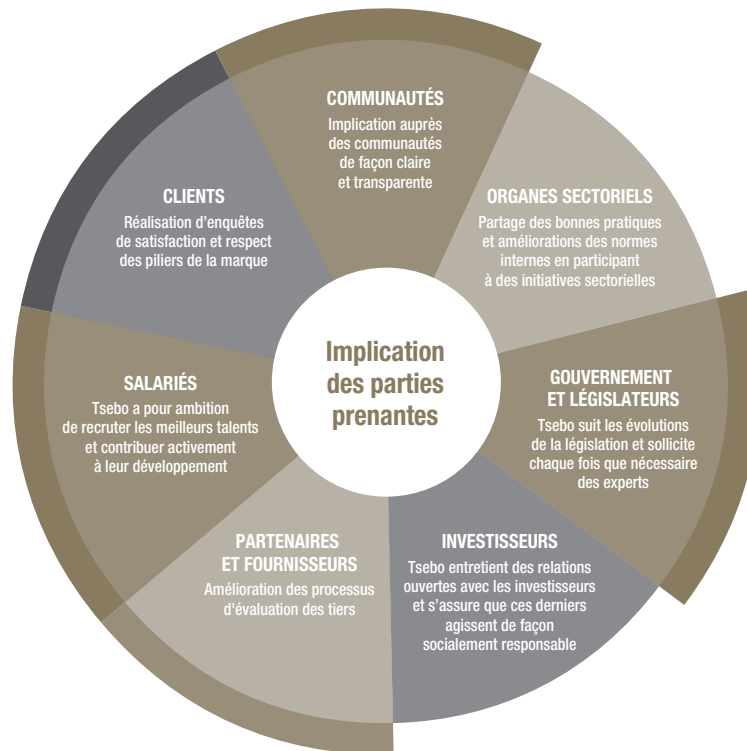 COMMUNAUTÉS
Implication auprès
des communautés
de façon claire
et transparente
ORGANES SECTORIELS
Partage des bonnes pratiques
et améliorations des normes
internes en participant
à des initiatives sectorielles
GOUVERNEMENT
ET LÉGISLATEURS
Tsebo suit les évolutions
de la législation et sollicite
chaque fois que nécessaire
des experts
INVESTISSEURS
Tsebo entretient des relations
ouvertes avec les investisseurs
et s'assure que ces derniers
agissent de façon
socialement responsable
PARTENAIRES
ET FOURNISSEURS
Amélioration des processus
d'évaluation des tiers
SALARIÉS
Tsebo a pour ambition
de recruter les meilleurs talents
et contribuer activement
à leur développement
CLIENTS
Réalisation d'enquêtes
de satisfaction et respect
des piliers de la marque
Implication
des parties
prenantes